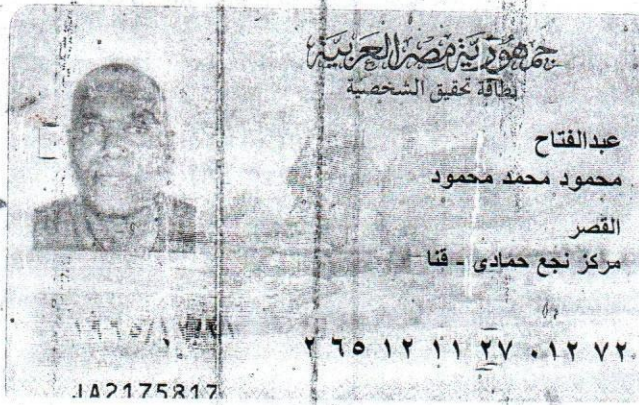 جمهورية مصر العربية
بطاقة تحقيق الشخصية
عبدالفتاح
محمود محمد محمود
القصر
مركز نجع حمادى - قنا
٢ ٦٥ ١٢ ١١ ٢٧ ٠١٢ ٧٢
JA2175817